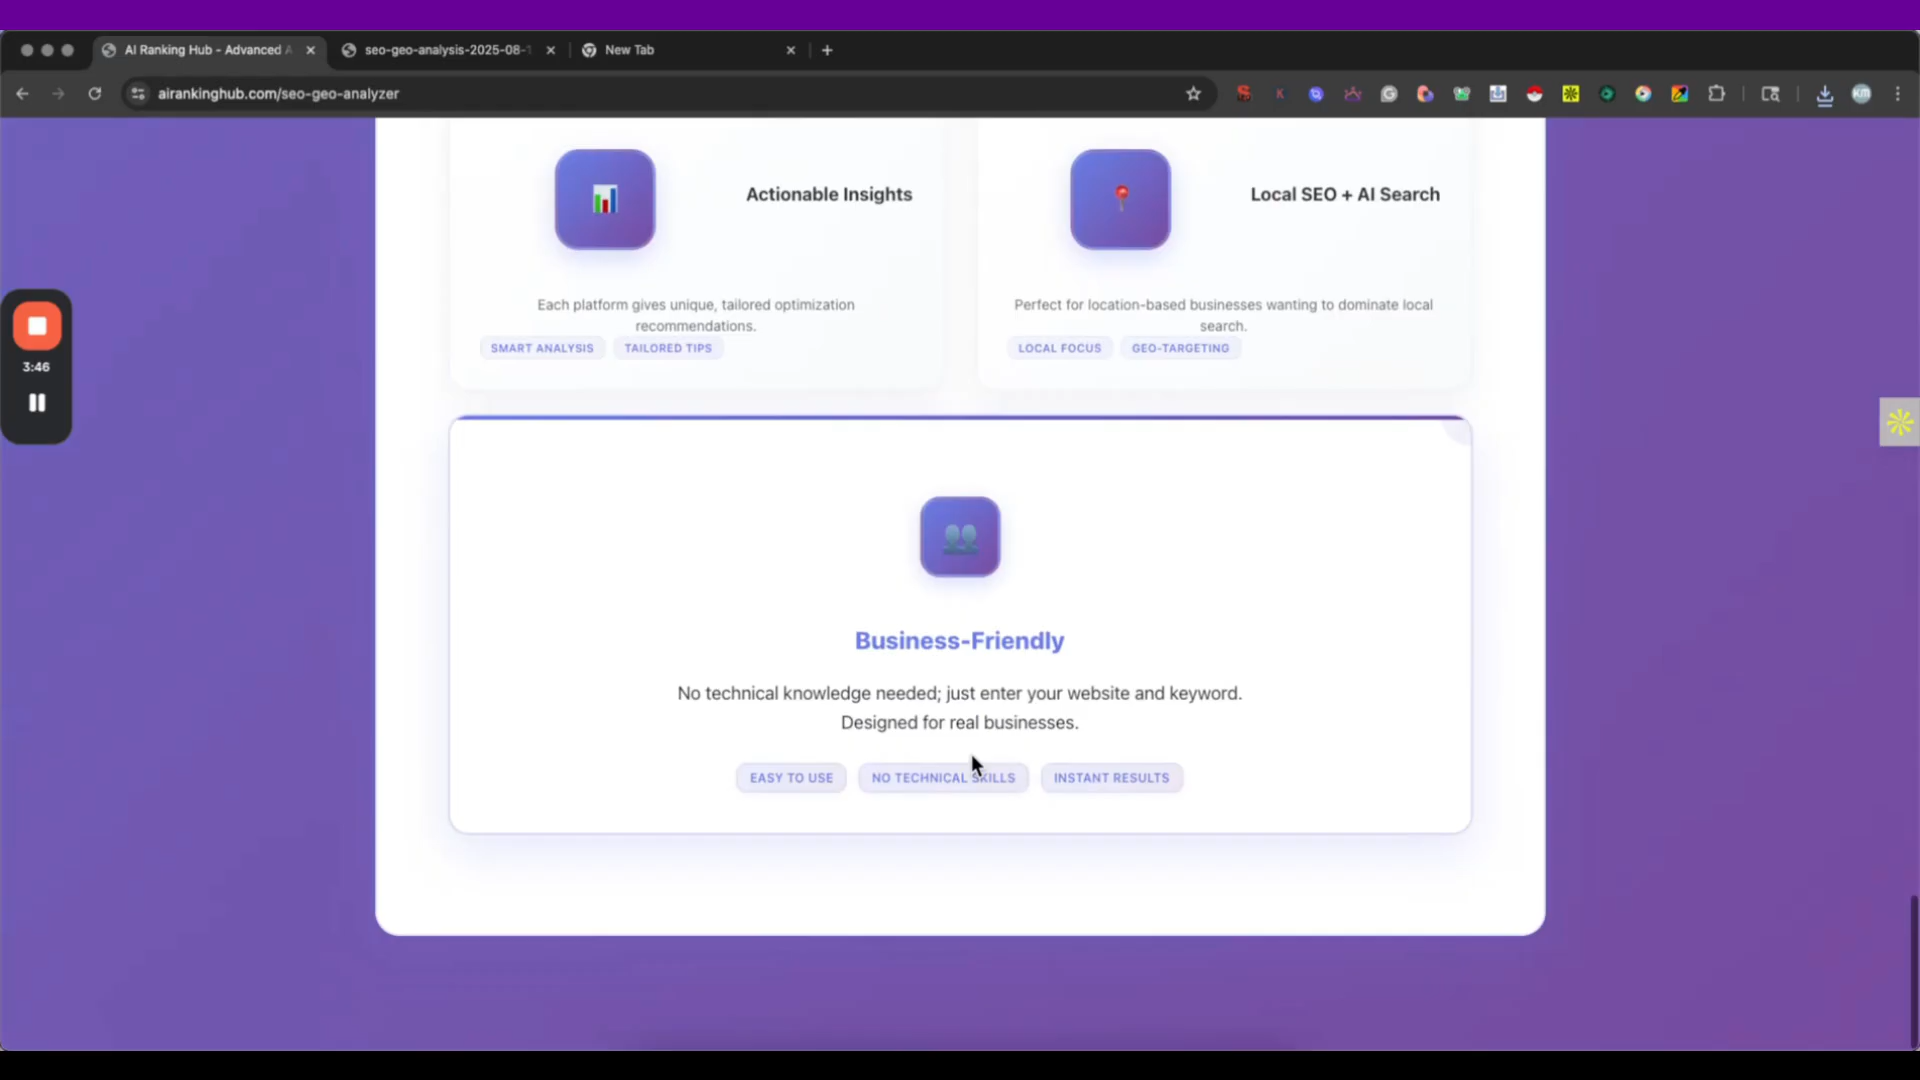 AI Ranking Hub - Advanced A
seo-geo-analysis-2025-08-1
New Tab
airankinghub.com/seo-geo-analyzer
KM
3:46
Actionable Insights
Each platform gives unique, tailored optimization
recommendations.
SMART ANALYSIS
TAILORED TIPS
Local SEO + AI Search
Perfect for location-based businesses wanting to dominate local
search.
LOCAL FOCUS
GEO-TARGETING
Business-Friendly
No technical knowledge needed; just enter your website and keyword.
Designed for real businesses.
EASY TO USE
NO TECHNICAL SKILLS
INSTANT RESULTS